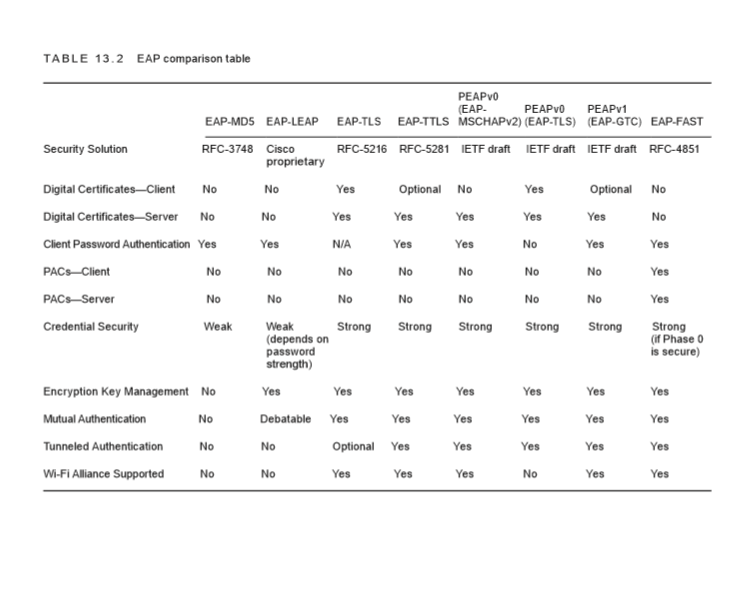 TABLE 13.2 EAP comparison table
PEAPv0
(EAP- PEAPv0 PEAPv1
EAP-MD5 EAP-LEAP EAP-TLS EAP-TTLS MSCHAPv2) (EAP-TLS) (EAP-GTC) EAP-FAST
Security Solution RFC-3748 Cisco RFC-5216 RFC-5281 IETF draft IETF draft IETF draft RFC-4851
proprietary
Digital Certificates—Client No No Yes Optional No Yes Optional No
Digital Certificates—Server No No Yes Yes Yes Yes Yes No
Client Password Authentication Yes Yes N/A Yes Yes No Yes Yes
PACs—Client No No No No No No No Yes
PACs—Server No No No No No No No Yes
Credential Security Weak Weak Strong Strong Strong Strong Strong Strong
(depends on (if Phase 0
password is secure)
strength)
Encryption Key Management No Yes Yes Yes Yes Yes Yes Yes
Mutual Authentication No Debatable Yes Yes Yes Yes Yes Yes
Tunneled Authentication No No Optional Yes Yes Yes Yes Yes
Wi-Fi Alliance Supported No No Yes Yes Yes No Yes Yes